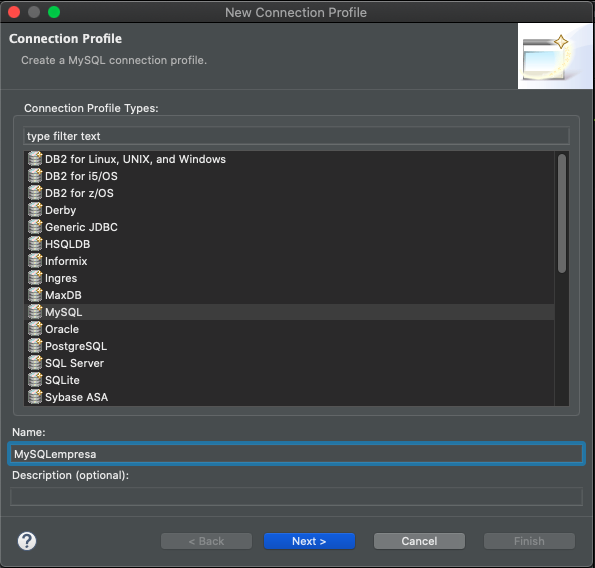 New Connection Profile
Connection Profile
Create a MySQL connection profile.
Connection Profile Types:
type filter text
DB2 for Linux, UNIX, and Windows
DB2 for i5/OS
DB2 for z/OS
Derby
Generic JDBC
HSQLDB
Informix
Ingres
MaxDB
MySQL
Oracle
PostgreSQL
SQL Server
SQLite
Sybase ASA
Name:
MySQLempresa
Description (optional):
?
< Back
Next >
Cancel
Finish